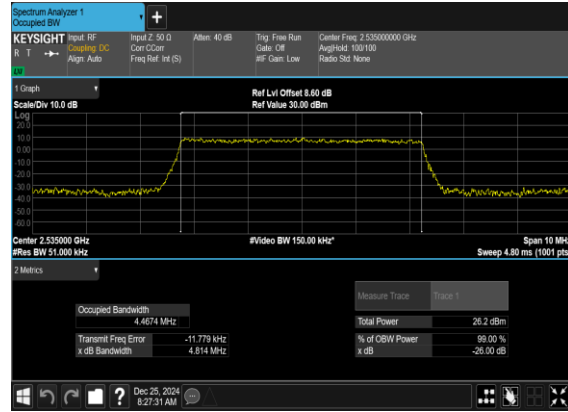 Spectrum Analyzer 1
Occupied BW
KEYSIGHT Input: RF Input Z: 50 Ω Atten: 40 dB Trig: Free Run Center Freq: 2.535000000 GHz
R T Coupling: DC Corr CCorr Gate: Off Avg|Hold: 100/100
Align: Auto Freq Ref: Int (S) #IF Gain: Low Radio Std: None
LXI
1 Graph
Ref Lvl Offset 8.60 dB
Scale/Div 10.0 dB Ref Value 30.00 dBm
Log
20.0
10.0
0.00
-10.0
-20.0
-30.0
-40.0
-50.0
-60.0
Center 2.535000 GHz #Video BW 150.00 kHz* Span 10 MHz
#Res BW 51.000 kHz Sweep 4.80 ms (1001 pts
2 Metrics
Measure Trace Trace 1
Occupied Bandwidth
4.4674 MHz Total Power 26.2 dBm
Transmit Freq Error -11.779 kHz % of OBW Power 99.00 %
x dB Bandwidth 4.814 MHz x dB -26.00 dB
? Dec 25, 2024
8:27:31 AM